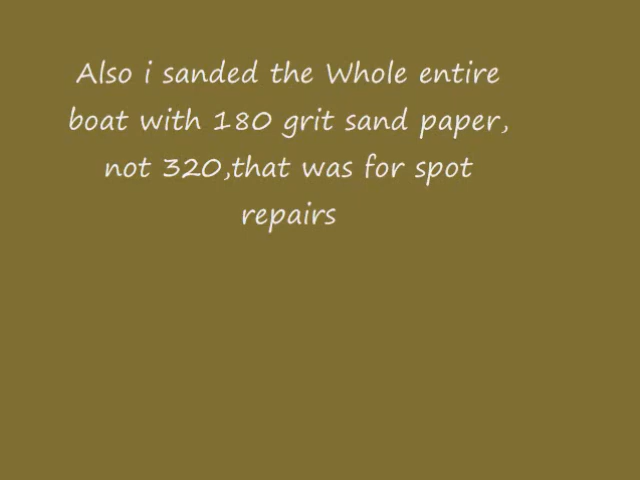 Also i sanded the Whole entire
boat with 180 grit sand paper,
not 320,that was for spot
repairs